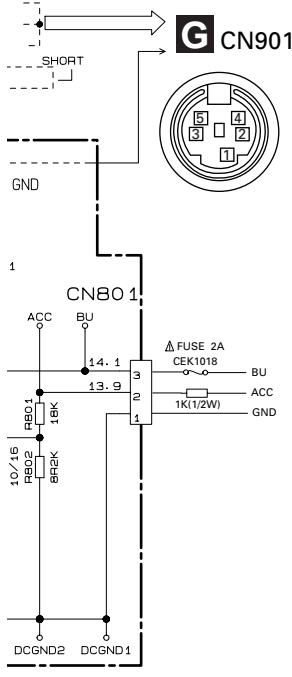 G CN901
SHORT
5 4
3 2
1
GND
1
CN801
ACC BU
FUSE 2A
CEK1018
14.1 3 BU
13.9 2 ACC
1K(1/2W)
1 GND
R801
18K
10/16
R802
8R2K
DCGND2 DCGND1